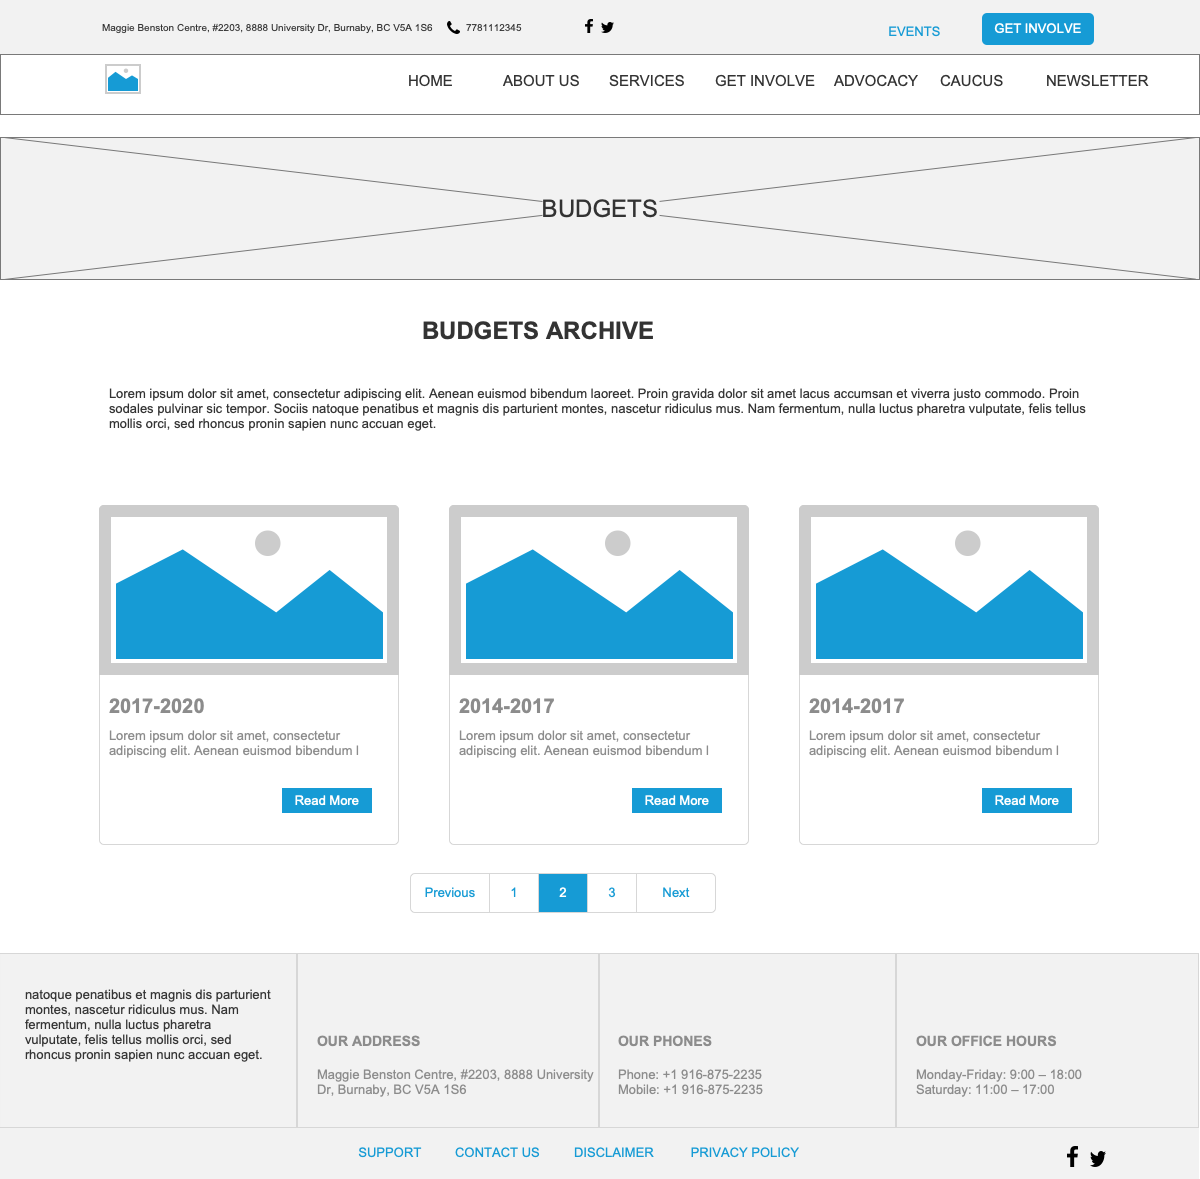 Maggie Benston Centre, #2203, 8888 University Dr, Burnaby, BC V5A 1S6
7781112345
EVENTS
GET INVOLVE
HOME
ABOUT US
SERVICES
GET INVOLVE
ADVOCACY
CAUCUS
NEWSLETTER
BUDGETS
BUDGETS ARCHIVE
Lorem ipsum dolor sit amet, consectetur adipiscing elit. Aenean euismod bibendum laoreet. Proin gravida dolor sit amet lacus accumsan et viverra justo commodo. Proin
sodales pulvinar sic tempor. Sociis natoque penatibus et magnis dis parturient montes, nascetur ridiculus mus. Nam fermentum, nulla luctus pharetra vulputate, felis tellus
mollis orci, sed rhoncus pronin sapien nunc accuan eget.
2017-2020
Lorem ipsum dolor sit amet, consectetur
adipiscing elit. Aenean euismod bibendum l
Read More
2014-2017
Lorem ipsum dolor sit amet, consectetur
adipiscing elit. Aenean euismod bibendum l
Read More
2014-2017
Lorem ipsum dolor sit amet, consectetur
adipiscing elit. Aenean euismod bibendum l
Read More
Previous
1
2
3
Next
natoque penatibus et magnis dis parturient
montes, nascetur ridiculus mus. Nam
fermentum, nulla luctus pharetra
vulputate, felis tellus mollis orci, sed
rhoncus pronin sapien nunc accuan eget.
OUR ADDRESS
Maggie Benston Centre, #2203, 8888 University
Dr, Burnaby, BC V5A 1S6
OUR PHONES
Phone: +1 916-875-2235
Mobile: +1 916-875-2235
OUR OFFICE HOURS
Monday-Friday: 9:00 – 18:00
Saturday: 11:00 – 17:00
SUPPORT
CONTACT US
DISCLAIMER
PRIVACY POLICY